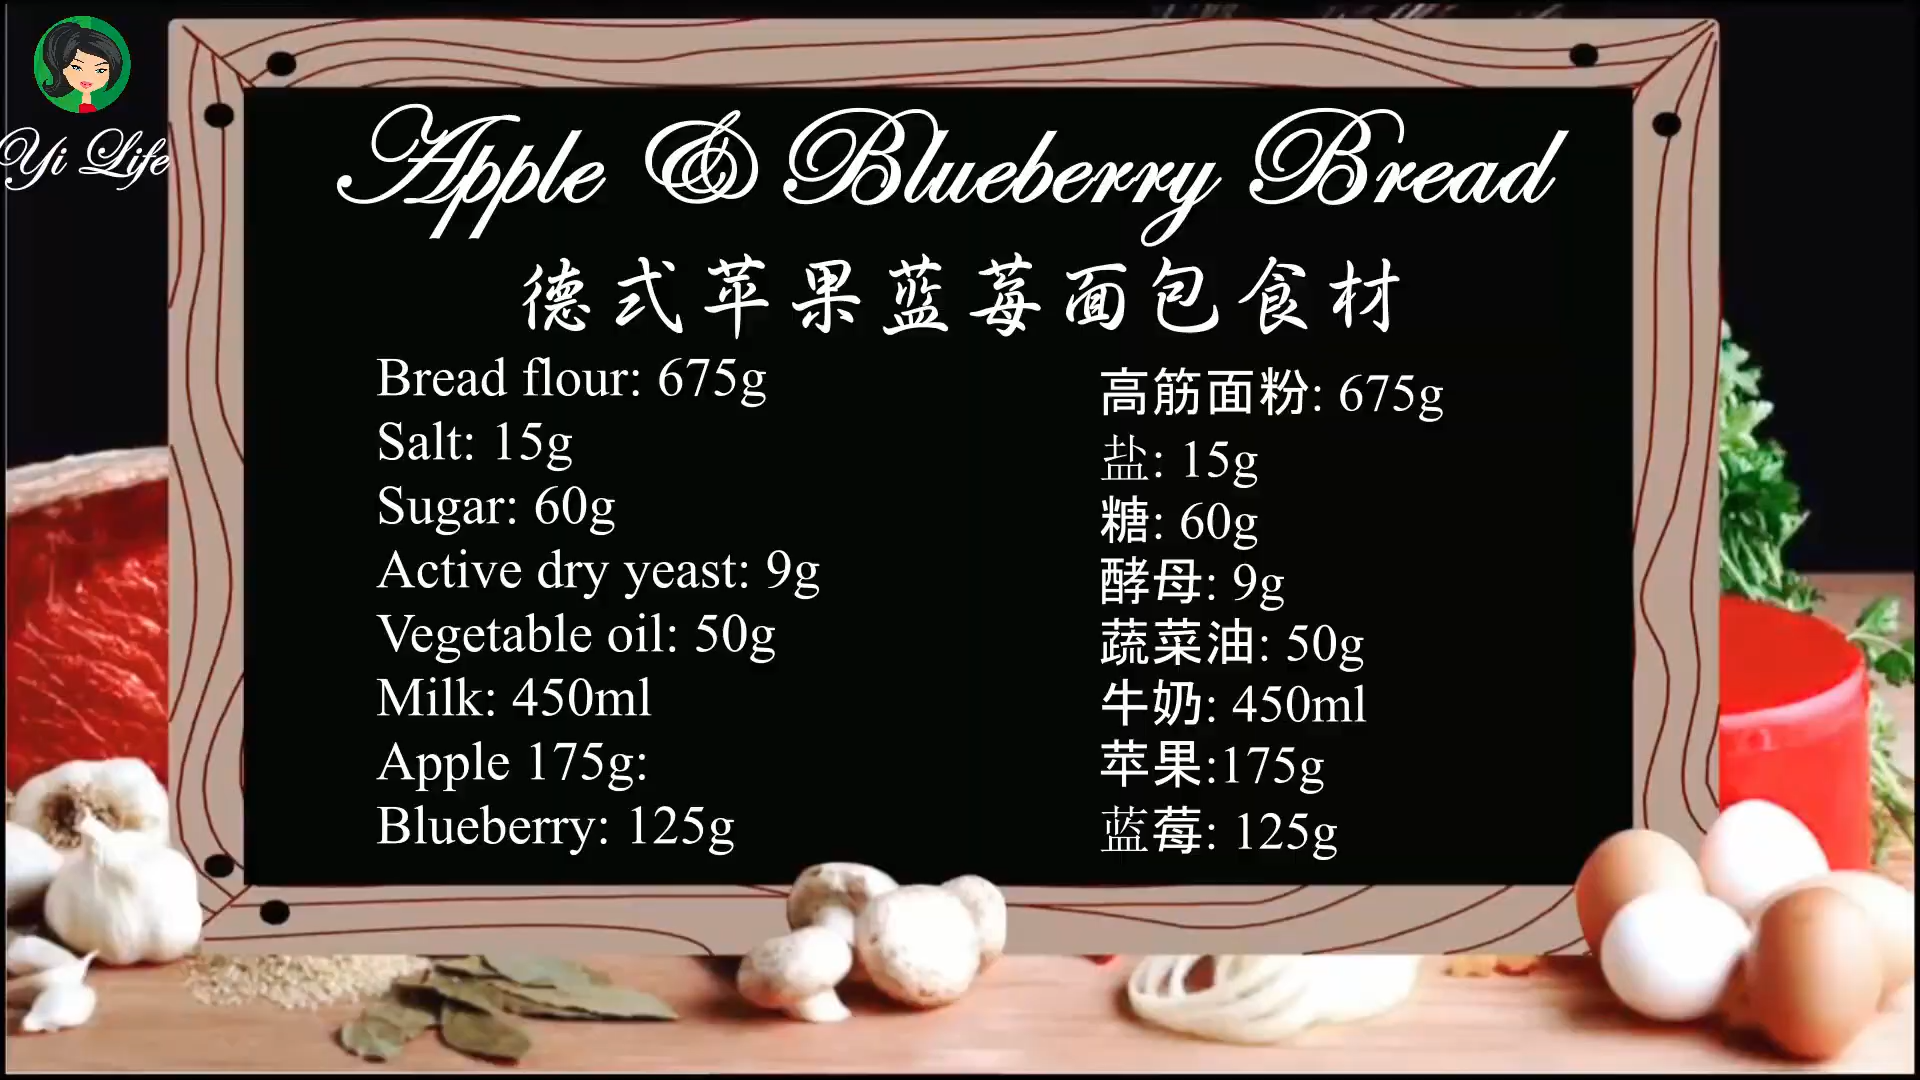 Yi Life
Apple & Blueberry Bread
德式苹果蓝莓面包食材
Bread flour: 675g
Salt: 15g
Sugar: 60g
Active dry yeast: 9g
Vegetable oil: 50g
Milk: 450ml
Apple 175g:
Blueberry: 125g
高筋面粉: 675g
盐: 15g
糖: 60g
酵母: 9g
蔬菜油: 50g
牛奶: 450ml
苹果:175g
蓝莓: 125g